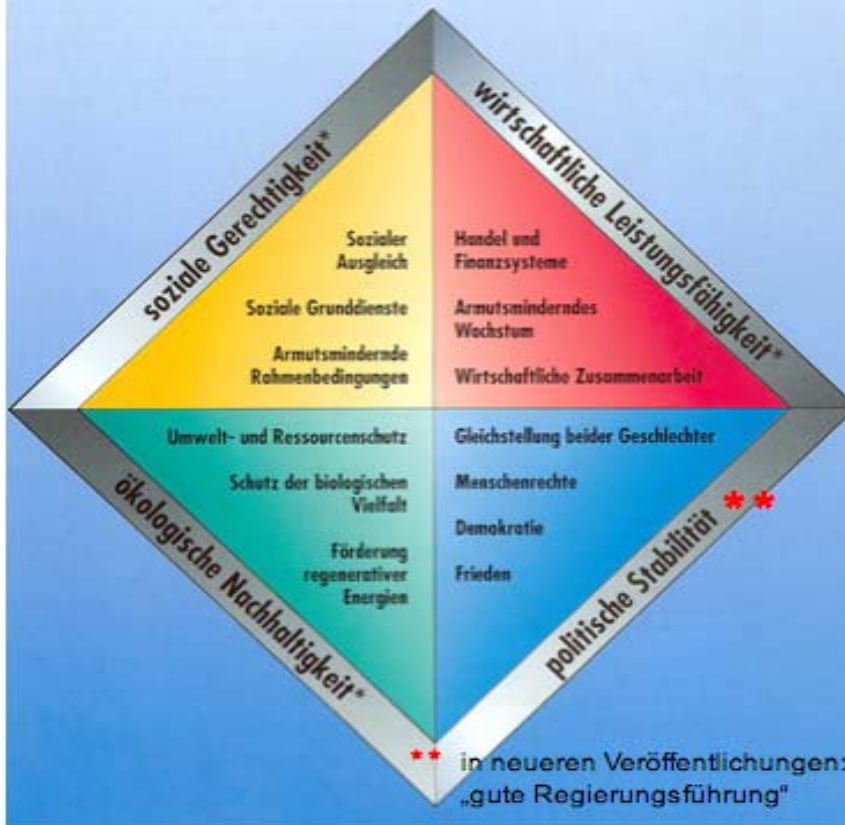 soziale Gerechtigkeit*
wirtschaftliche Leistungsfähigkeit*
Sozialer
Ausgleich
Soziale Grunddienste
Armutsmindernde
Rahmenbedingungen
Handel und
Finanzsysteme
Armutsminderndes
Wachstum
Wirtschaftliche Zusammenarbeit
Umwelt- und Ressourcenschutz
Schutz der biologischen
Vielfalt
Förderung
regenerativer
Energien
Gleichstellung beider Geschlechter
Menschenrechte
Demokratie
Frieden
ökologische Nachhaltigkeit*
politische Stabilität **
** in neueren Veröffentlichungen:
„gute Regierungsführung“